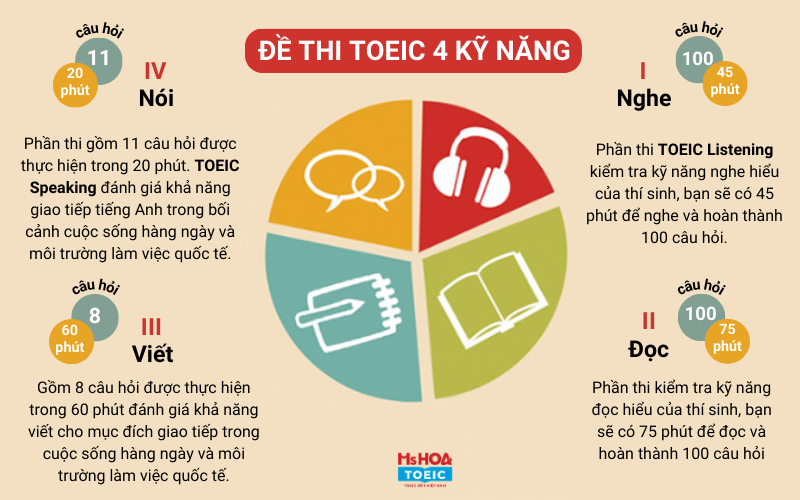 ĐỀ THI TOEIC 4 KỸ NĂNG
câu hỏi
11
20
phút
IV
Nói
Phần thi gồm 11 câu hỏi được
thực hiện trong 20 phút. TOEIC
Speaking đánh giá khả năng
giao tiếp tiếng Anh trong bối
cảnh cuộc sống hàng ngày và
môi trường làm việc quốc tế.
câu hỏi
100
45
phút
I
Nghe
Phần thi TOEIC Listening
kiểm tra kỹ năng nghe hiểu
của thí sinh, bạn sẽ có 45
phút để nghe và hoàn thành
100 câu hỏi.
câu hỏi
8
60
phút
III
Viết
Gồm 8 câu hỏi được thực hiện
trong 60 phút đánh giá khả năng
viết cho mục đích giao tiếp trong
cuộc sống hàng ngày và môi
trường làm việc quốc tế.
câu hỏi
100
75
phút
II
Đọc
Phần thi kiểm tra kỹ năng
đọc hiểu của thí sinh, bạn
sẽ có 75 phút để đọc và
hoàn thành 100 câu hỏi
MsHOA
TOEIC